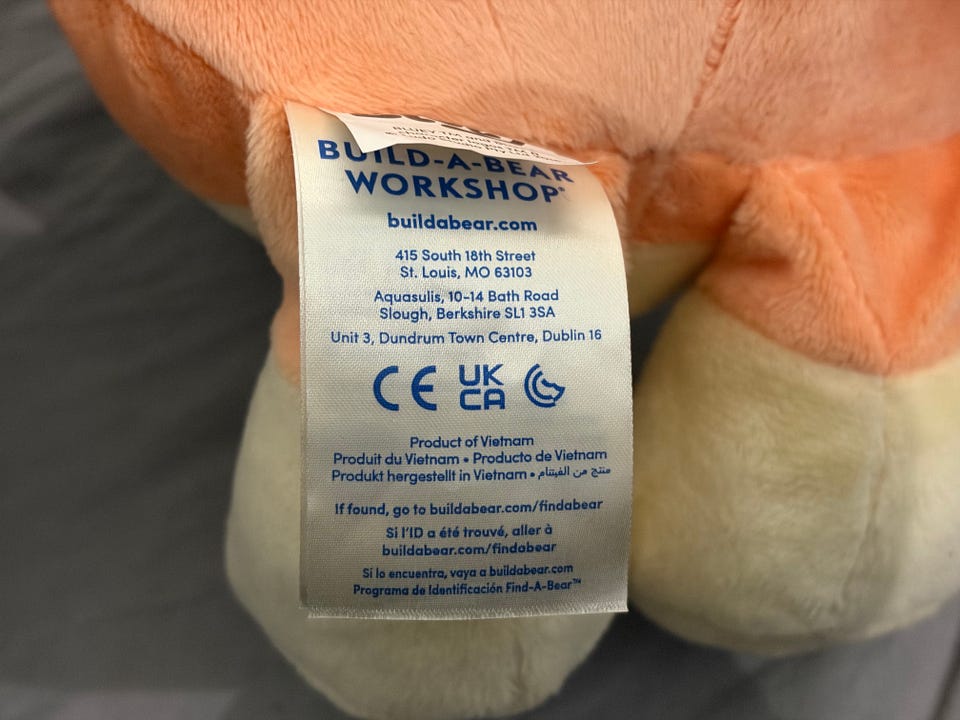 BLUEY TM and
BUILD-A-BEAR
WORKSHOP®
buildabear.com
415 South 18th Street
St. Louis, MO 63103
Aquasulis, 10-14 Bath Road
Slough, Berkshire SL1 3SA
Unit 3, Dundrum Town Centre, Dublin 16
CE UK
CA
Product of Vietnam
Produit du Vietnam • Producto de Vietnam
Produkt hergestellt in Vietnam • منتج من الفيتنام
If found, go to buildabear.com/findabear
Si l'ID a été trouvé, aller à
buildabear.com/findabear
Si lo encuentra, vaya a buildabear.com
Programa de Identificación Find-A-Bear™